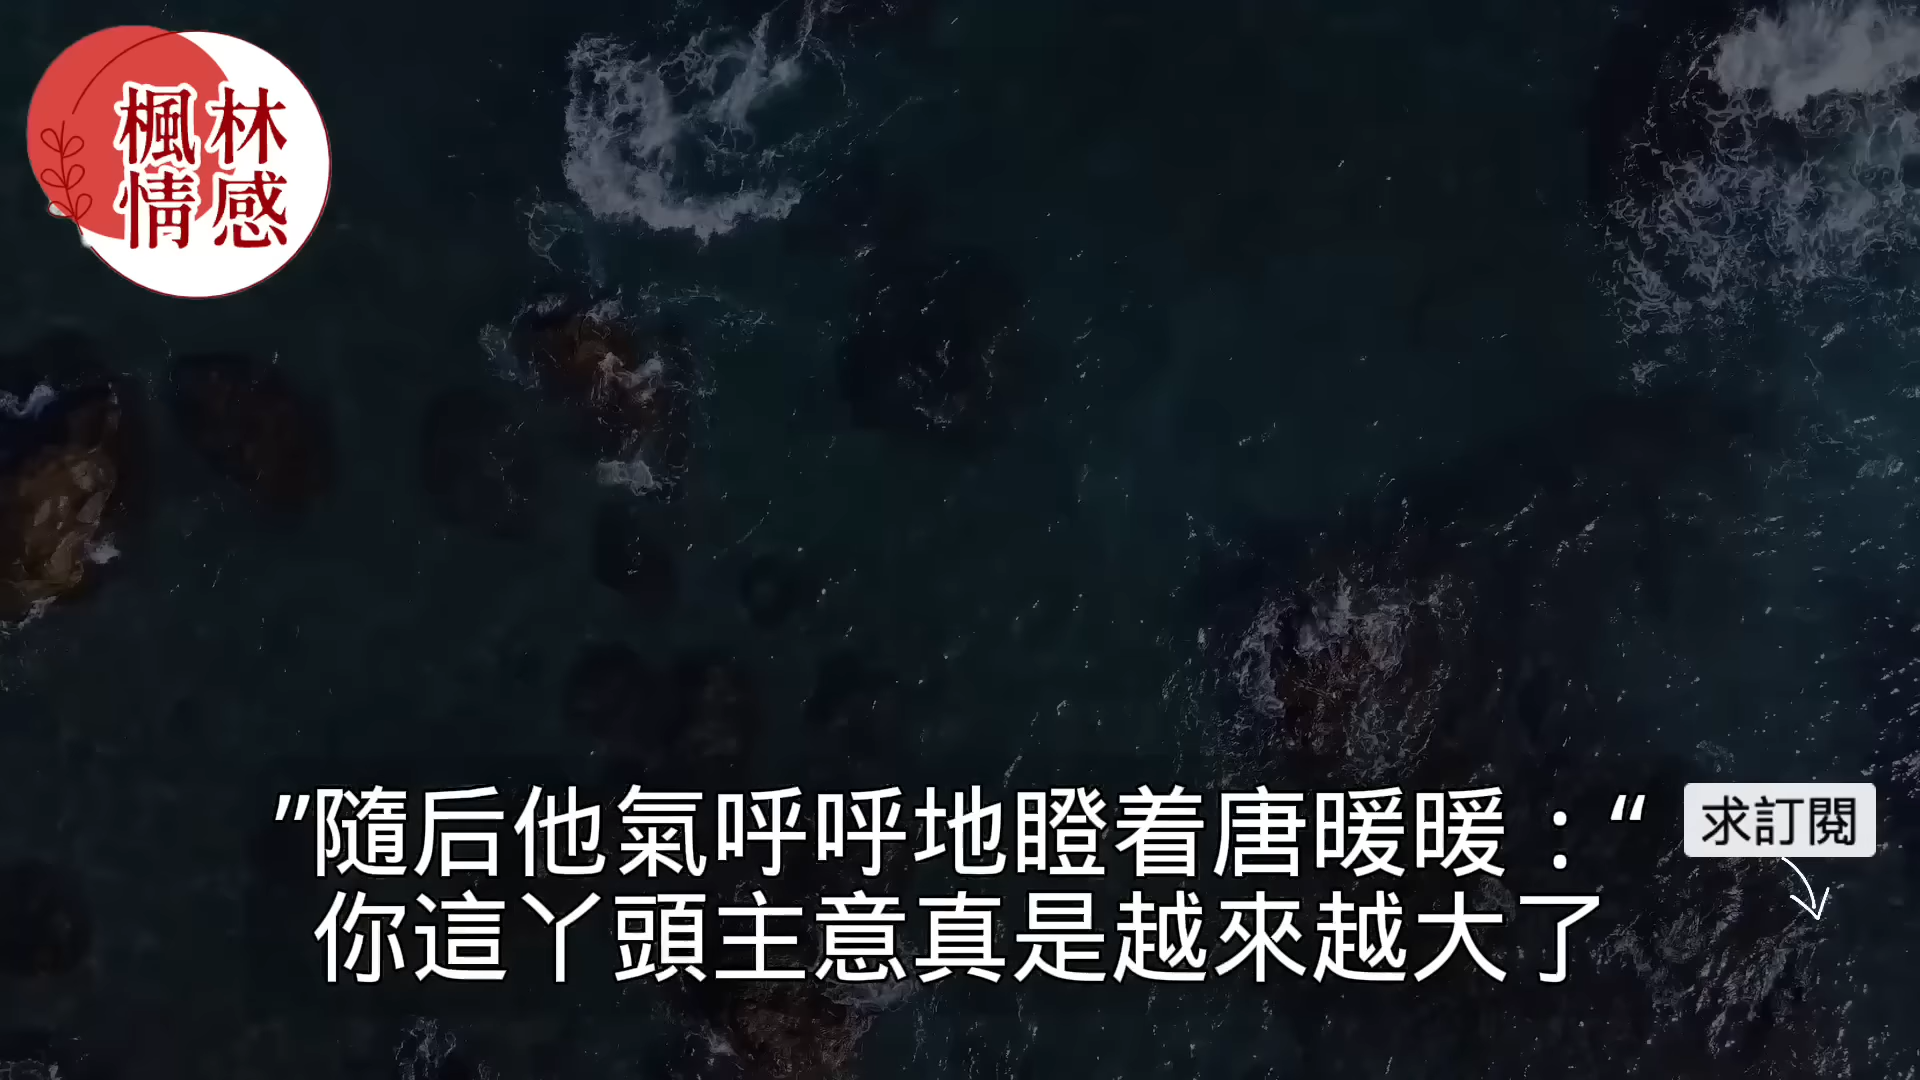 楓林
情感
”隨后他氣呼呼地瞪着唐暖暖：“
你這丫頭主意真是越來越大了
求訂閱